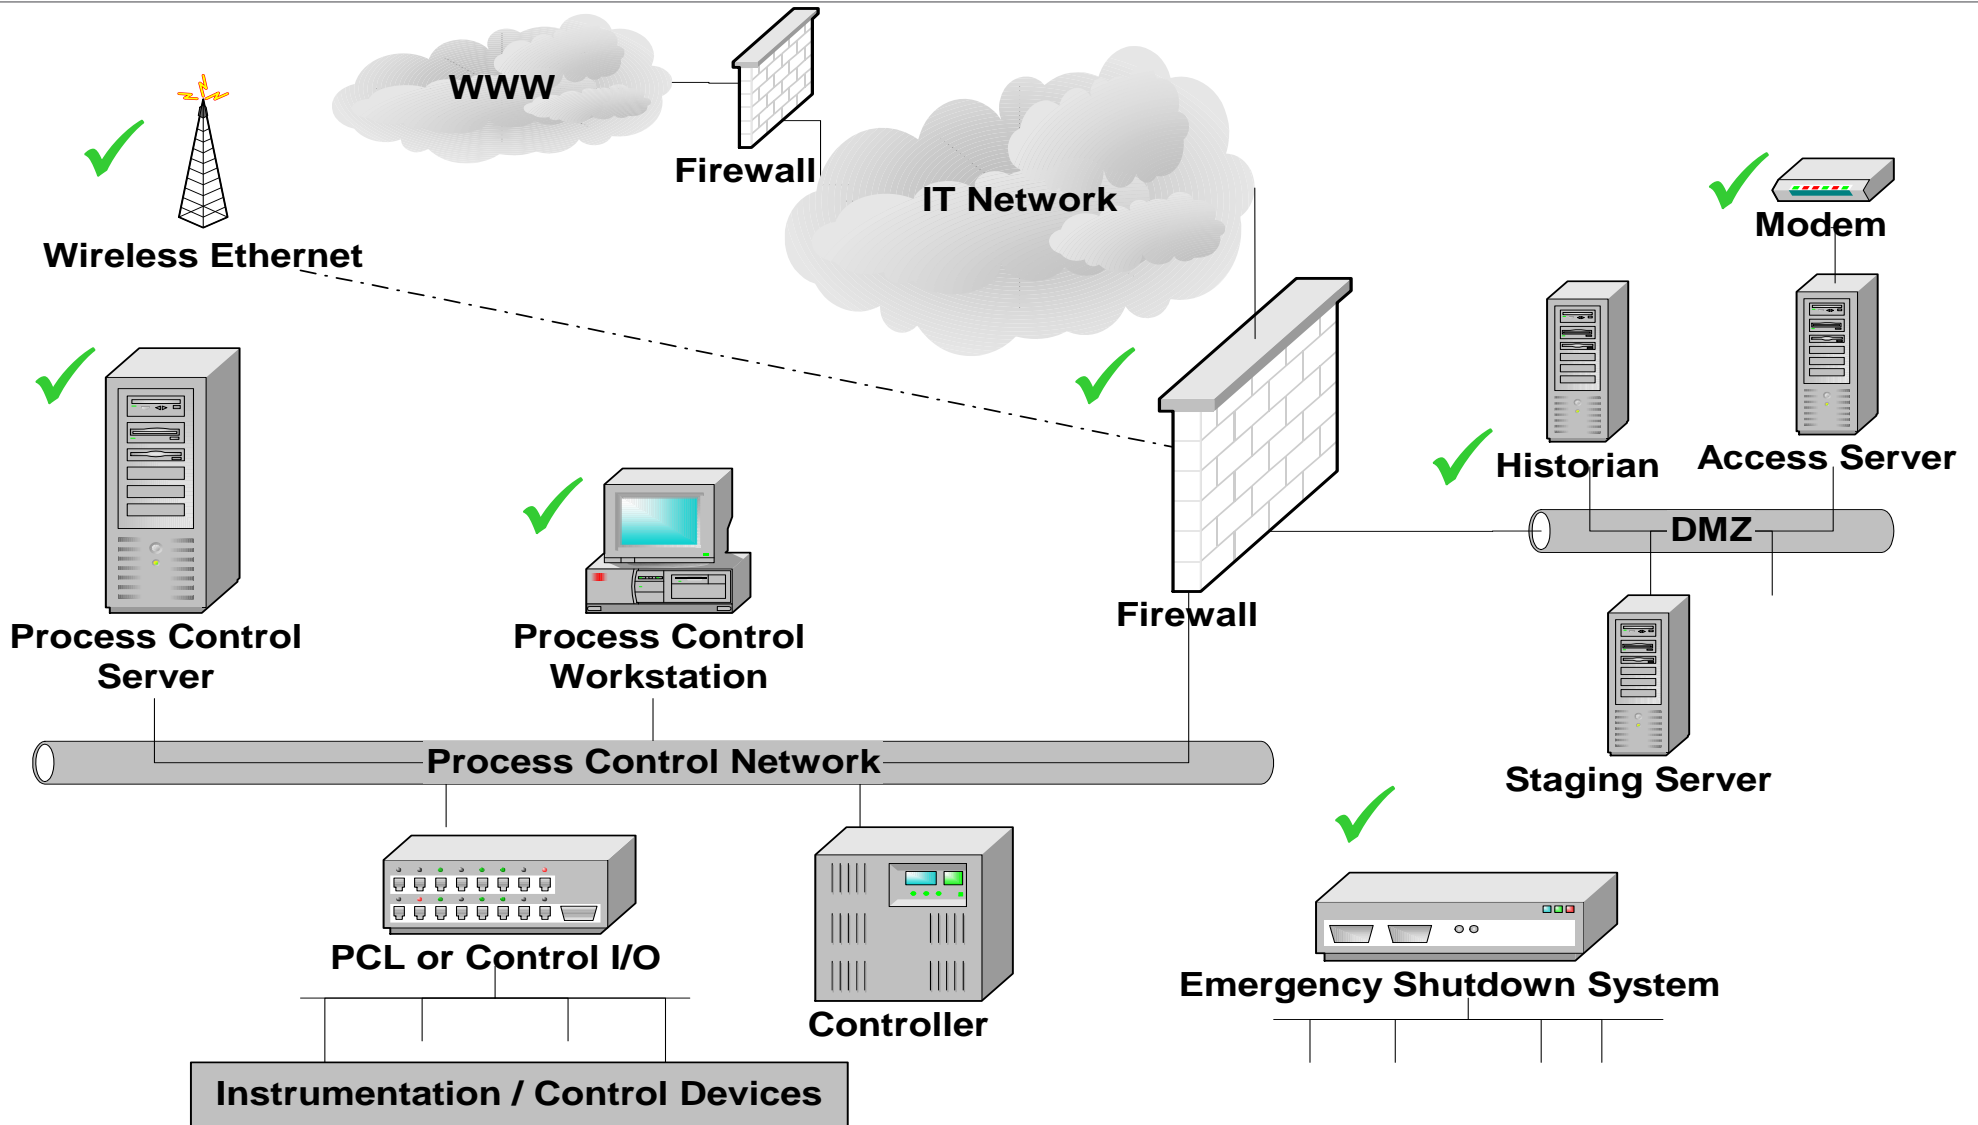 WWW
Firewall
IT Network
Modem
Wireless Ethernet
Historian
Access Server
DMZ
Firewall
Process Control
Server
Process Control
Workstation
Process Control Network
Staging Server
PCL or Control I/O
Controller
Emergency Shutdown System
Instrumentation / Control Devices